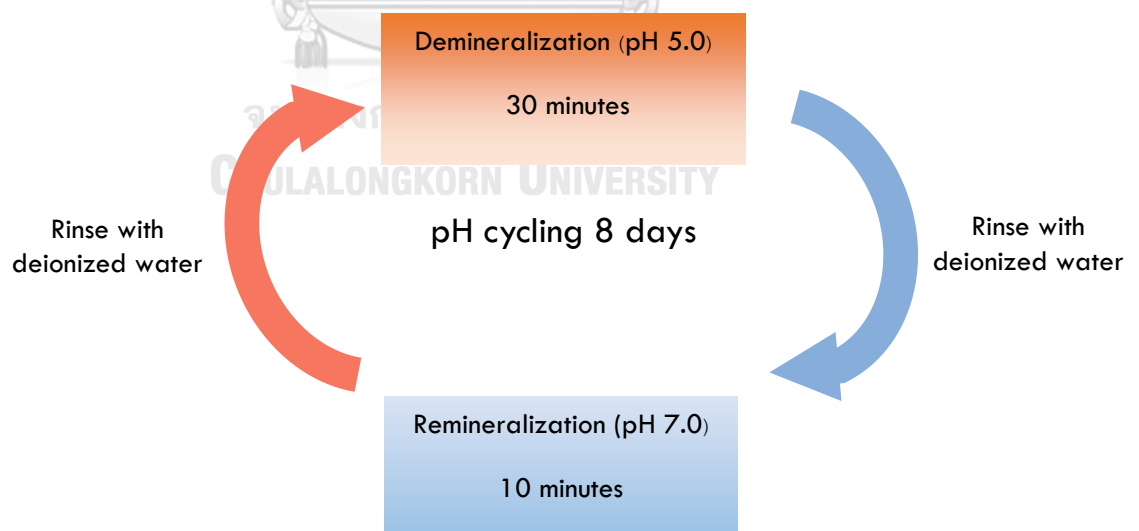 Demineralization (pH 5.0)
30 minutes
CHULALONGKORN UNIVERSITY
Rinse with
deionized water
pH cycling 8 days
Rinse with
deionized water
Remineralization (pH 7.0)
10 minutes